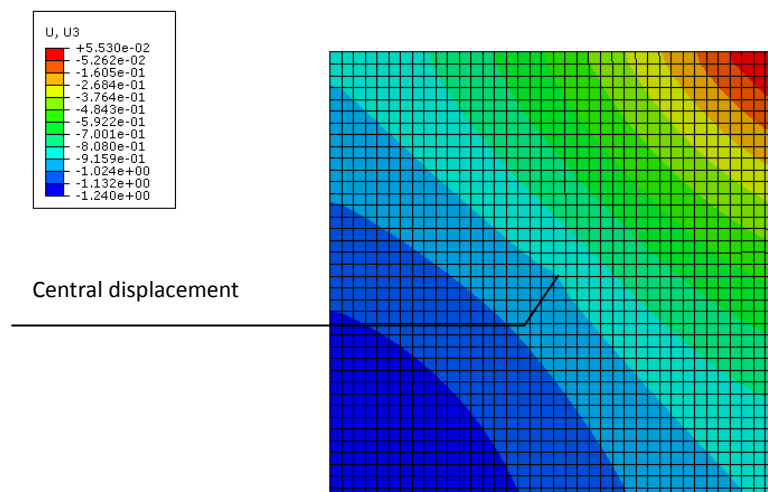 U, U3
+5.530e-02
-5.262e-02
-1.605e-01
-2.684e-01
-3.764e-01
-4.843e-01
-5.922e-01
-7.001e-01
-8.080e-01
-9.159e-01
-1.024e+00
-1.132e+00
-1.240e+00
Central displacement